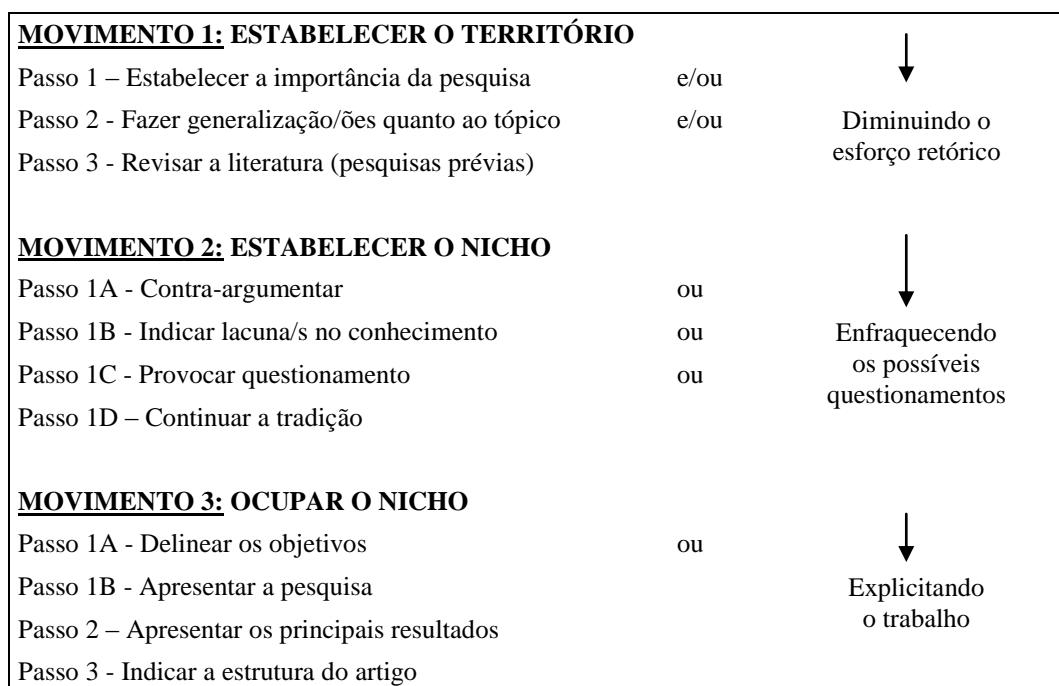 MOVIMENTO 1: ESTABELECER O TERRITÓRIO
Passo 1 – Estabelecer a importância da pesquisa e/ou
Passo 2 - Fazer generalização/ões quanto ao tópico e/ou
Passo 3 - Revisar a literatura (pesquisas prévias)
Diminuindo o
esforço retórico
MOVIMENTO 2: ESTABELECER O NICHO
Passo 1A - Contra-argumentar ou
Passo 1B - Indicar lacuna/s no conhecimento ou
Passo 1C - Provocar questionamento ou
Passo 1D – Continuar a tradição
Enfraquecendo
os possíveis
questionamentos
MOVIMENTO 3: OCUPAR O NICHO
Passo 1A - Delinear os objetivos ou
Passo 1B - Apresentar a pesquisa
Passo 2 – Apresentar os principais resultados
Passo 3 - Indicar a estrutura do artigo
Explicitando
o trabalho